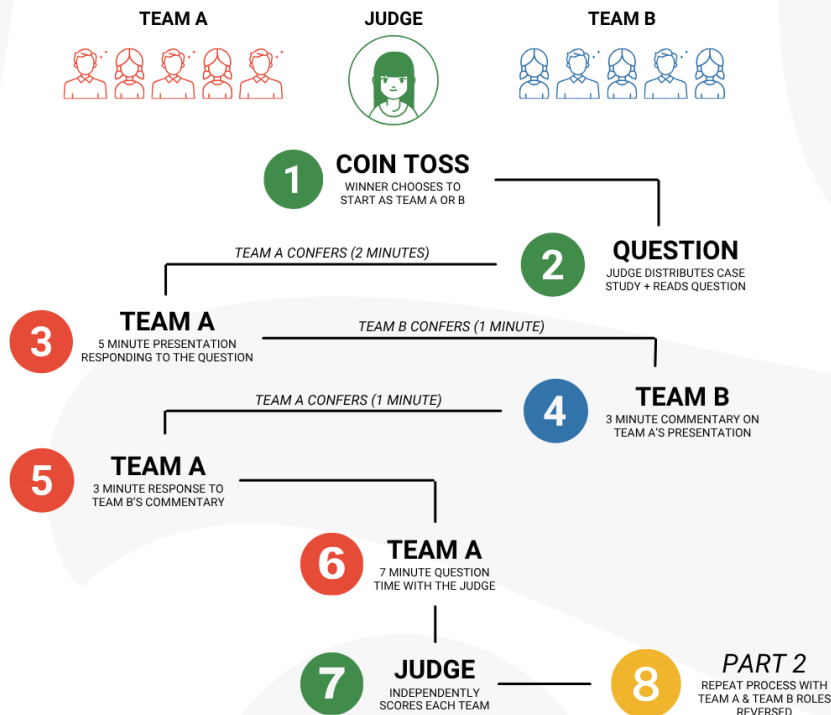 TEAM A
JUDGE
TEAM B
1
COIN TOSS
WINNER CHOOSES TO
START AS TEAM A OR B
2
QUESTION
JUDGE DISTRIBUTES CASE
STUDY + READS QUESTION
TEAM A CONFERS (2 MINUTES)
3
TEAM A
5 MINUTE PRESENTATION
RESPONDING TO THE QUESTION
TEAM B CONFERS (1 MINUTE)
4
TEAM B
3 MINUTE COMMENTARY ON
TEAM A'S PRESENTATION
TEAM A CONFERS (1 MINUTE)
5
TEAM A
3 MINUTE RESPONSE TO
TEAM B'S COMMENTARY
6
TEAM A
7 MINUTE QUESTION
TIME WITH THE JUDGE
7
JUDGE
INDEPENDENTLY
SCORES EACH TEAM
8
PART 2
REPEAT PROCESS WITH
TEAM A & TEAM B ROLES
REVERSED